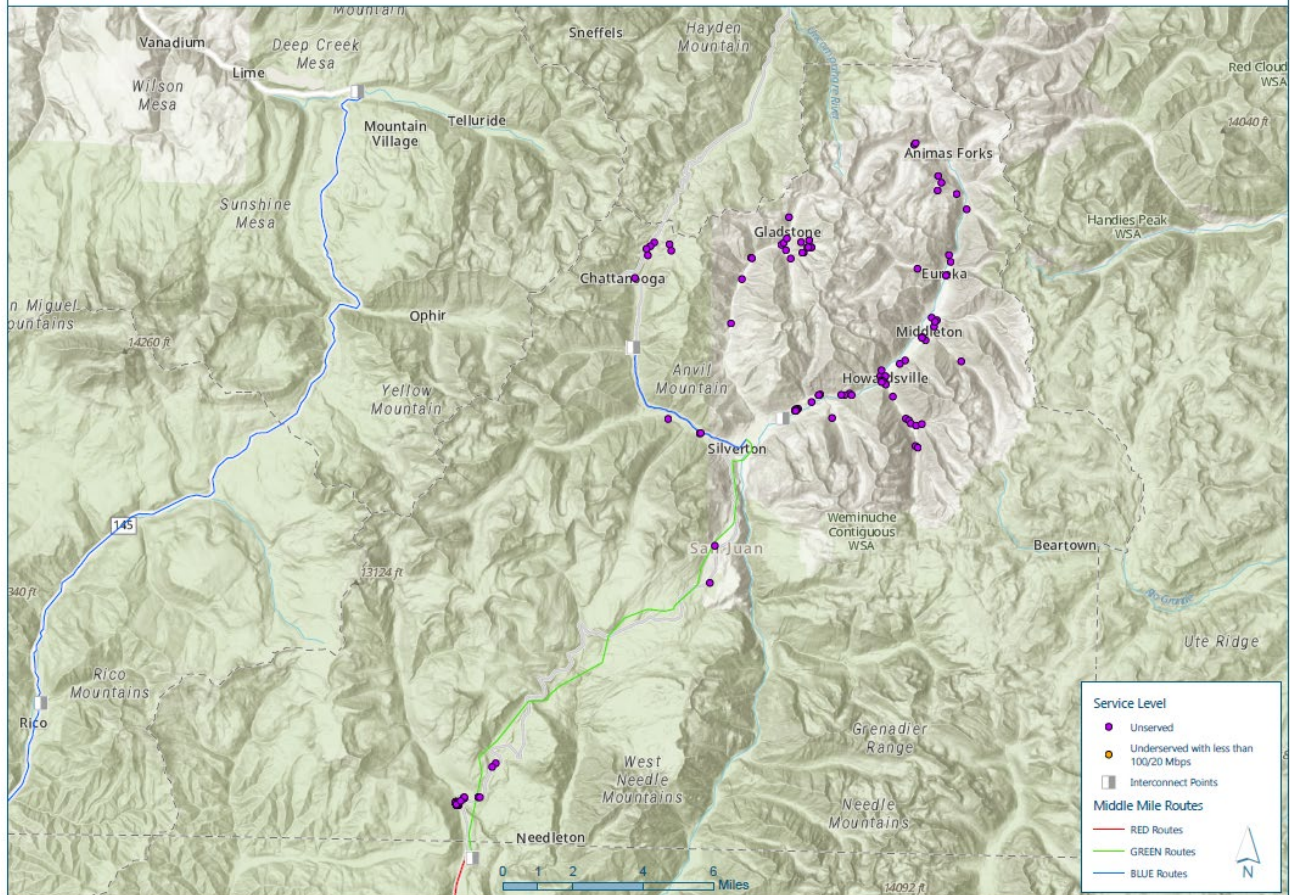 Mountain
Sneffels
Hayden
Mountain
Vanadium
Deep Creek
Mesa
Lime
Wilson
Mesa
Red Cloud
WSA
Telluride
Mountain
Village
14040 ft
Animas Forks
Sunshine
Mesa
Gladstone
Handies Peak
WSA
Chattanooga
Eureka
n Miguel
ountains
Ophir
14260 ft
Middleton
Anvil
Mountain
Howardsville
Yellow
Mountain
Silverton
145
Weminuche
Contiguous
WSA
San Juan
Beartown
13124 ft
340 ft
Rio Grande
Ute Ridge
Rico
Mountains
Rico
Grenadier
Range
West
Needle
Mountains
Needle
Mountains
Needleton
14092 ft
0 1 2 4 6
Miles
Service Level
Unserved
Underserved with less than
100/20 Mbps
Interconnect Points
Middle Mile Routes
RED Routes
GREEN Routes
BLUE Routes
N